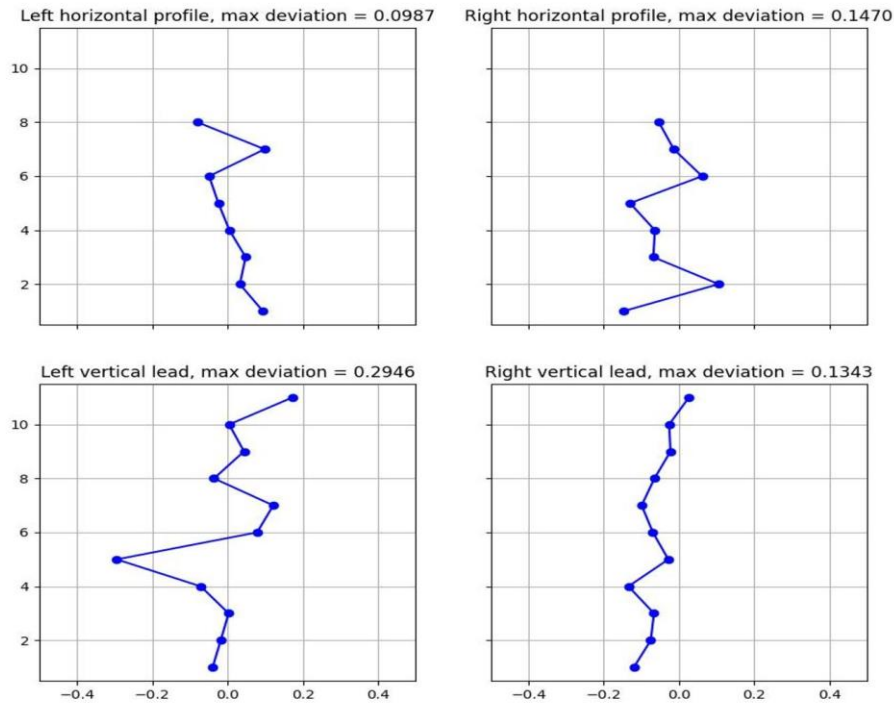 Left horizontal profile, max deviation = 0.0987
10
8
6
4
2
Right horizontal profile, max deviation = 0.1470
Left vertical lead, max deviation = 0.2946
10
8
6
4
2
−0.4 −0.2 0.0 0.2 0.4
Right vertical lead, max deviation = 0.1343
−0.4 −0.2 0.0 0.2 0.4